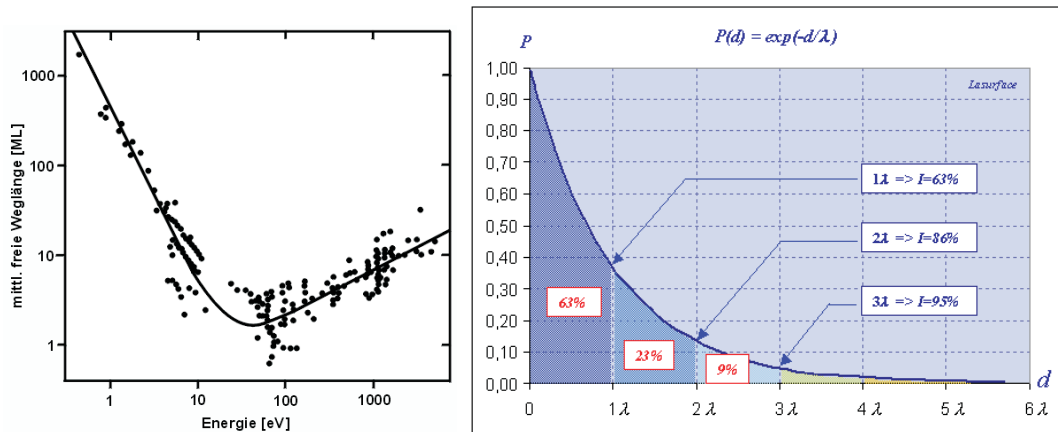 mittl. freie Weglänge [ML]
1000
100
10
1
1 10 100 1000
Energie [eV]
P
P(d) = exp(-d/λ)
Lasurface
1,00
0,90
0,80
0,70
0,60
0,50
0,40
0,30
0,20
0,10
0,00
1λ => I=63%
2λ => I=86%
3λ => I=95%
63%
23%
9%
0 1λ 2λ 3λ 4λ 5λ 6λ
d